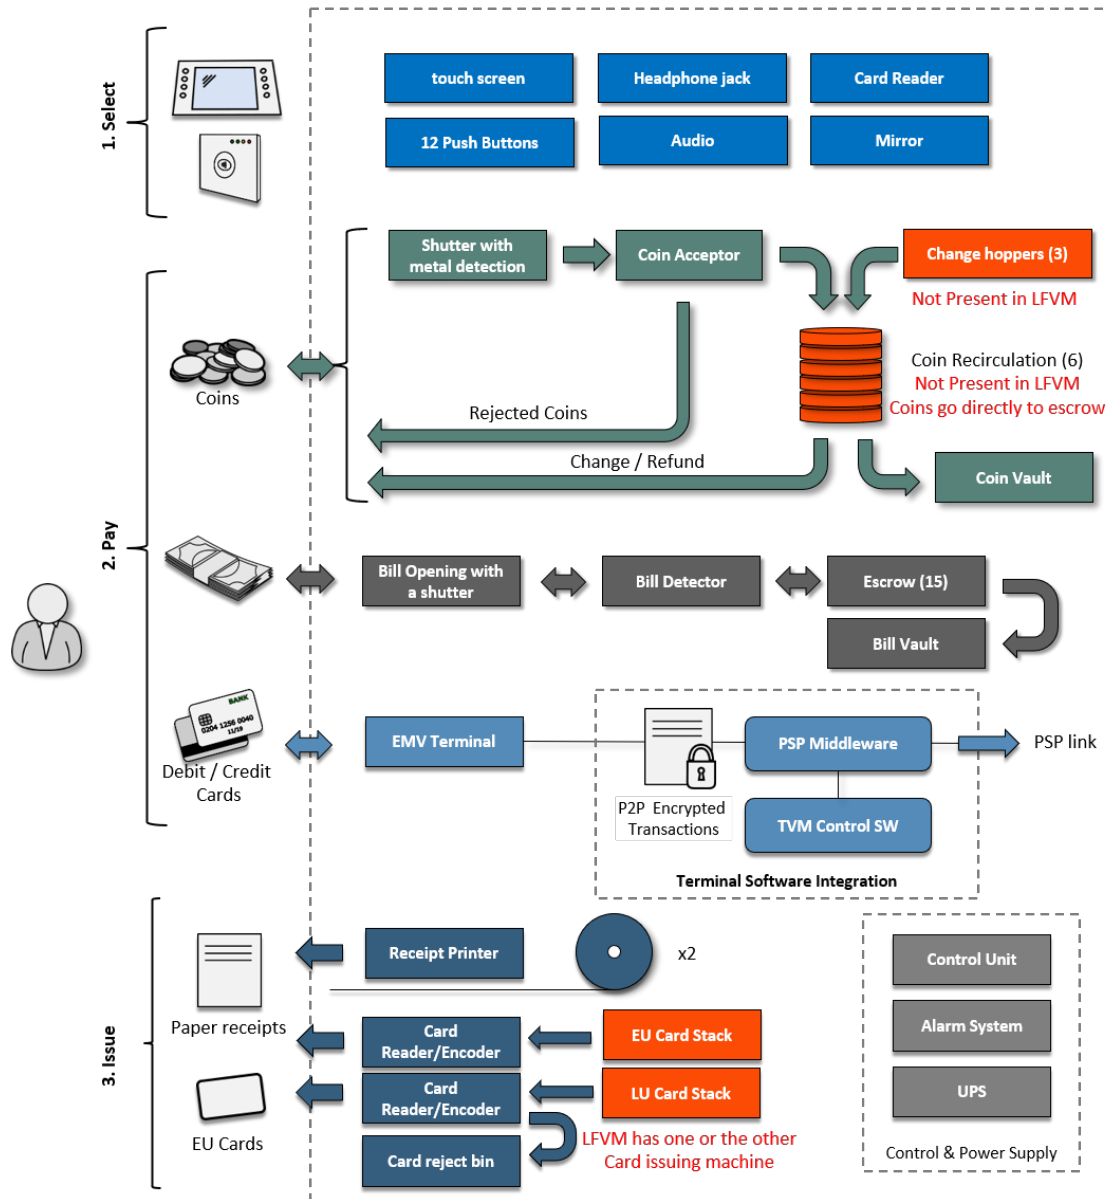 1. Select
touch screen
Headphone jack
Card Reader
12 Push Buttons
Audio
Mirror
2. Pay
Shutter with
metal detection
Coin Acceptor
Change hoppers (3)
Not Present in LFVM
Coins
Coin Recirculation (6)
Not Present in LFVM
Coins go directly to escrow
Rejected Coins
Change / Refund
Coin Vault
Bill Opening with
a shutter
Bill Detector
Escrow (15)
Bill Vault
BANK
0204 1256 0040
11/19
Debit / Credit
Cards
EMV Terminal
P2P Encrypted
Transactions
PSP Middleware
PSP link
TVM Control SW
Terminal Software Integration
3. Issue
Paper receipts
Receipt Printer
x2
Card
Reader/Encoder
EU Card Stack
EU Cards
Card
Reader/Encoder
LU Card Stack
Card reject bin
LFVM has one or the other
Card issuing machine
Control Unit
Alarm System
UPS
Control & Power Supply